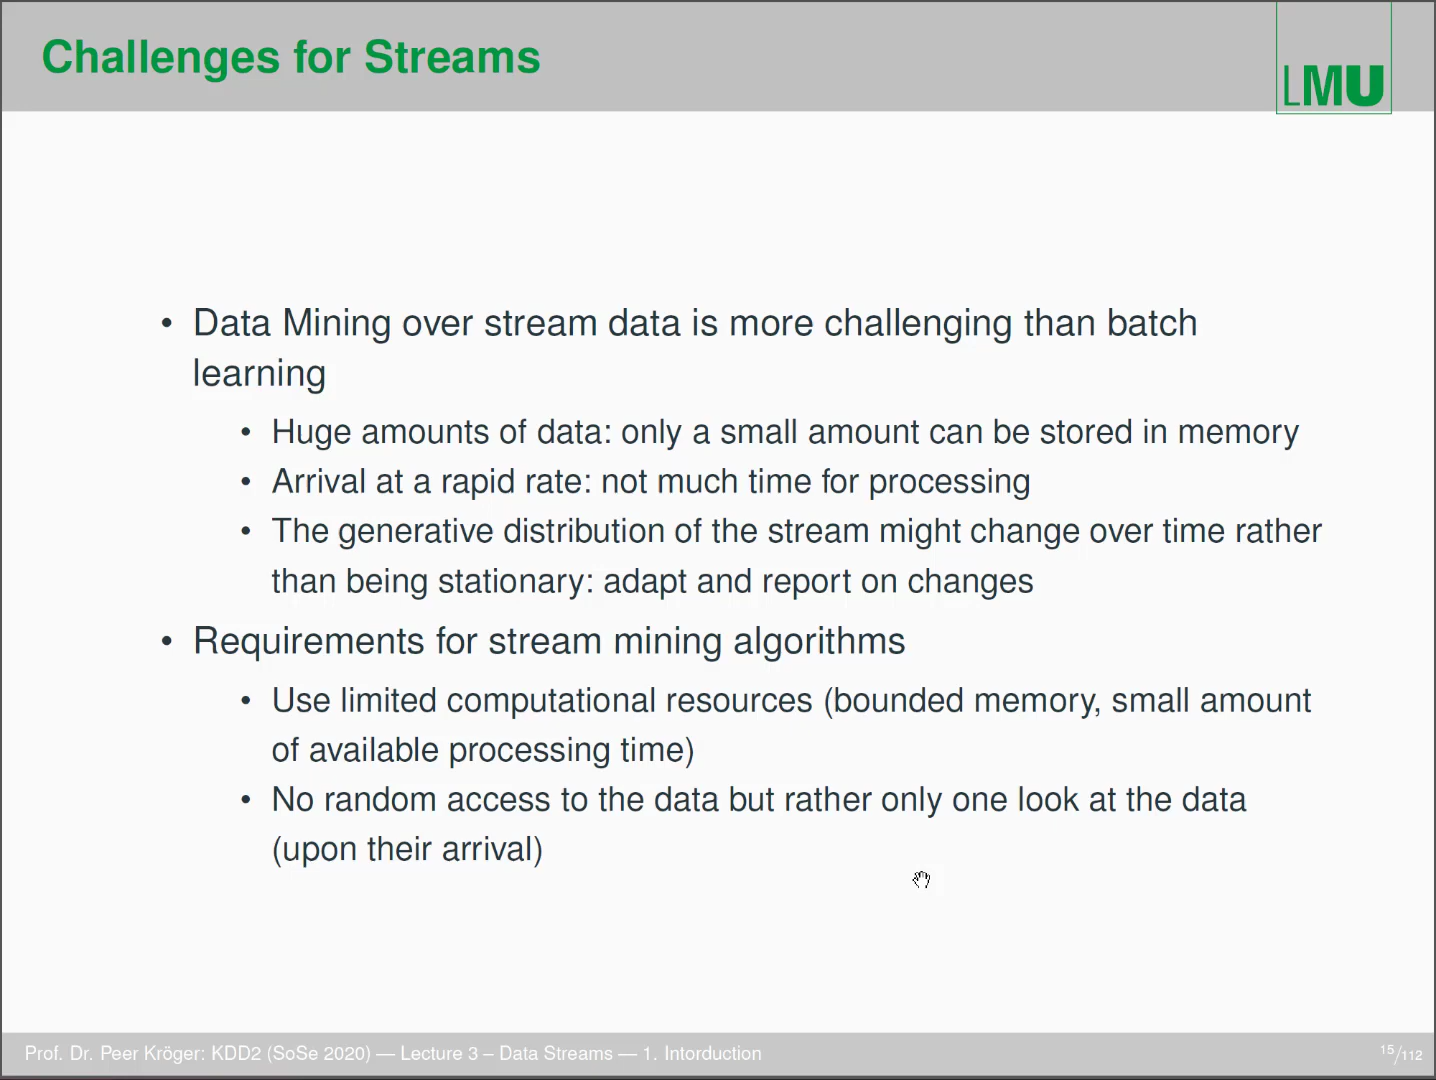 Challenges for Streams
LMU
• Data Mining over stream data is more challenging than batch
learning
• Huge amounts of data: only a small amount can be stored in memory
• Arrival at a rapid rate: not much time for processing
• The generative distribution of the stream might change over time rather
than being stationary: adapt and report on changes
• Requirements for stream mining algorithms
• Use limited computational resources (bounded memory, small amount
of available processing time)
• No random access to the data but rather only one look at the data
(upon their arrival)
Prof. Dr. Peer Kröger: KDD2 (SoSe 2020) — Lecture 3 – Data Streams — 1. Intorduction
15/112